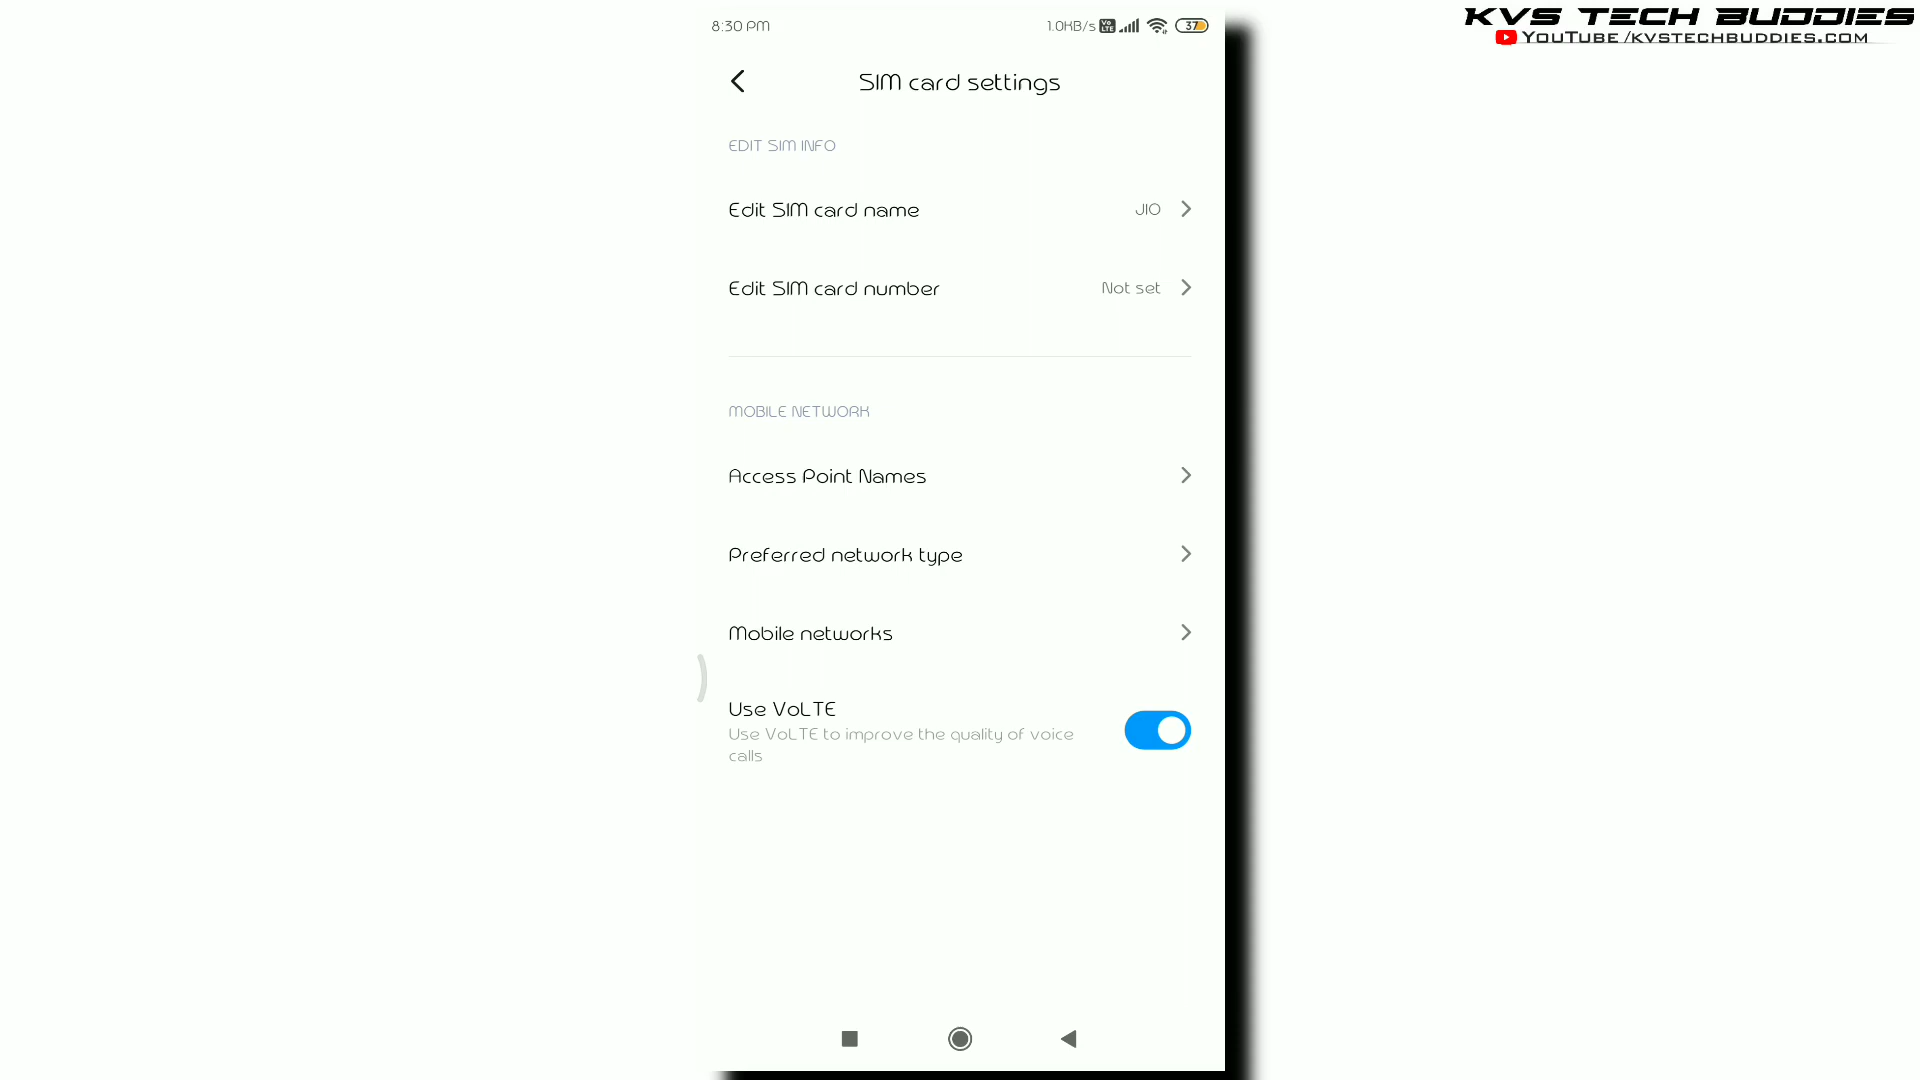 KVS TECH BUDDIES
YouTube /kvstechbuddies.com
8:30 PM
1.0KB/s Vo LTE 37
SIM card settings
EDIT SIM INFO
Edit SIM card name JIO
Edit SIM card number Not set
MOBILE NETWORK
Access Point Names
Preferred network type
Mobile networks
Use VoLTE
Use VoLTE to improve the quality of voice
calls